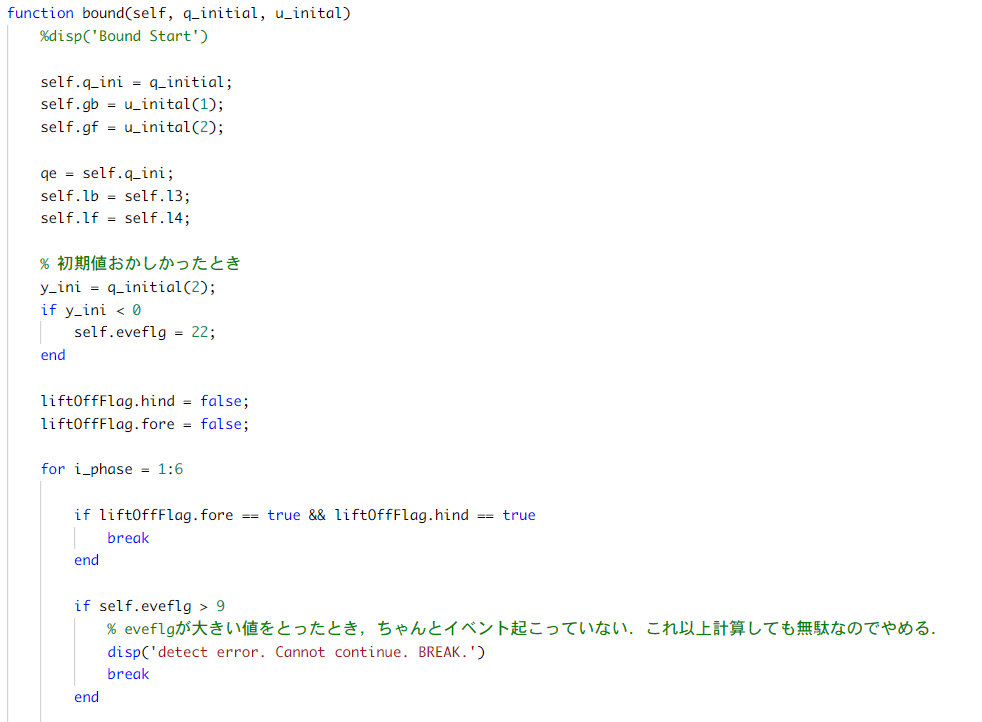 function bound(self, q_initial, u_inital)
%disp('Bound Start')
self.q_ini = q_initial;
self.gb = u_inital(1);
self.gf = u_inital(2);
qe = self.q_ini;
self.lb = self.l3;
self.lf = self.l4;
% 初期値おかしかったとき
y_ini = q_initial(2);
if y_ini < 0
self.eveflg = 22;
end
liftOffFlag.hind = false;
liftOffFlag.fore = false;
for i_phase = 1:6
if liftOffFlag.fore == true && liftOffFlag.hind == true
break
end
if self.eveflg > 9
% eveflgが大きい値をとったとき，ちゃんとイベント起こっていない．これ以上計算しても無駄なのでやめる．
disp('detect error. Cannot continue. BREAK.')
break
end